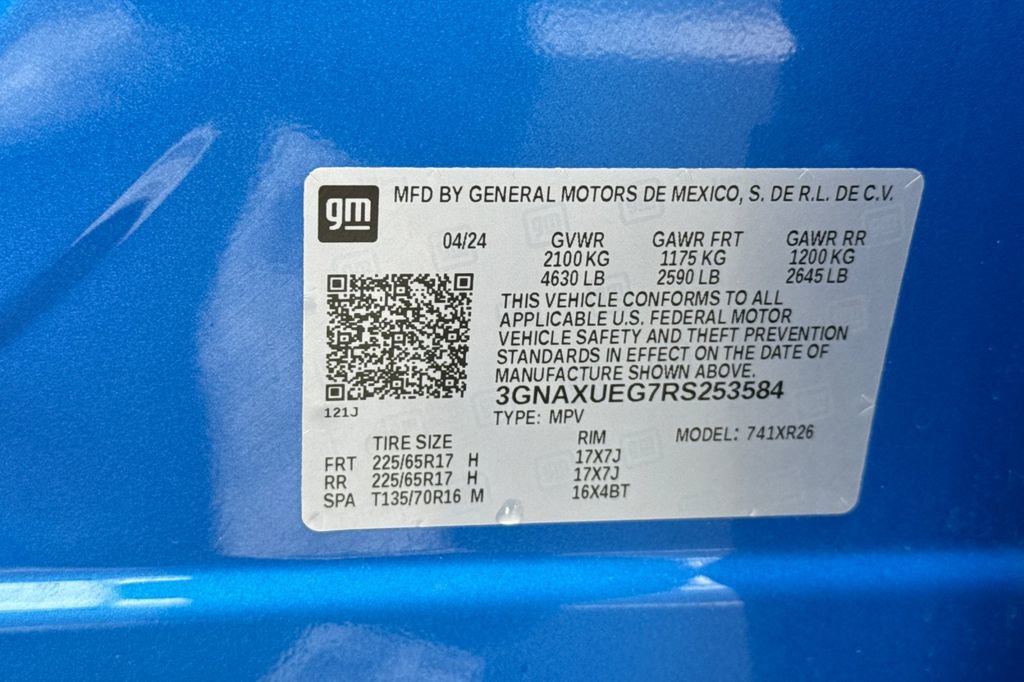 gm
MFD BY GENERAL MOTORS DE MEXICO, S. DE R.L. DE C.V.
04/24 GVWR GAWR FRT GAWR RR
2100 KG 1175 KG 1200 KG
4630 LB 2590 LB 2645 LB
THIS VEHICLE CONFORMS TO ALL
APPLICABLE U.S. FEDERAL MOTOR
VEHICLE SAFETY AND THEFT PREVENTION
STANDARDS IN EFFECT ON THE DATE OF
MANUFACTURE SHOWN ABOVE.
3GNAXUEG7RS253584
121J
TYPE: MPV
TIRE SIZE RIM MODEL: 741XR26
FRT 225/65R17 H 17X7J
RR 225/65R17 H 17X7J
SPA T135/70R16 M 16X4BT